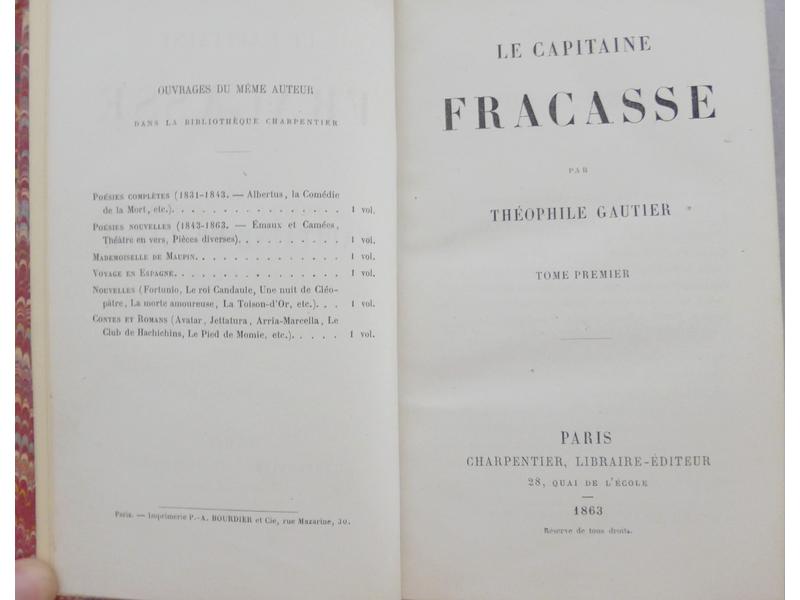 OUVRAGES DU MÊME AUTEUR
DANS LA BIBLIOTHÈQUE CHARPENTIER
POÉSIES COMPLÈTES (1831-1843. — Albertus, la Comédie
de la Mort, etc.). . . . . . . . . . . . . . . . 1 vol.
POÉSIES NOUVELLES (1843-1863. — Émaux et Camées,
Théâtre en vers, Pièces diverses). . . . . . . . . 1 vol.
MADEMOISELLE DE MAUPIN. . . . . . . . . . . . . . 1 vol.
VOYAGE EN ESPAGNE. . . . . . . . . . . . . . . . 1 vol.
NOUVELLES (Fortunio, Le roi Candaule, Une nuit de Cléo-
pâtre, La morte amoureuse, La Toison-d'Or, etc.). . . 1 vol.
CONTES ET ROMANS (Avatar, Jettatura, Arria-Marcella, Le
Club de Hachichins, Le Pied de Momie, etc.). . . . . 1 vol.
Paris. — Imprimerie P.-A. BOURDIER et Cie, rue Mazarine, 30.
LE CAPITAINE
FRACASSE
PAR
THÉOPHILE GAUTIER
TOME PREMIER
PARIS
CHARPENTIER, LIBRAIRE-ÉDITEUR
28, QUAI DE L'ÉCOLE
1863
Réserve de tous droits.